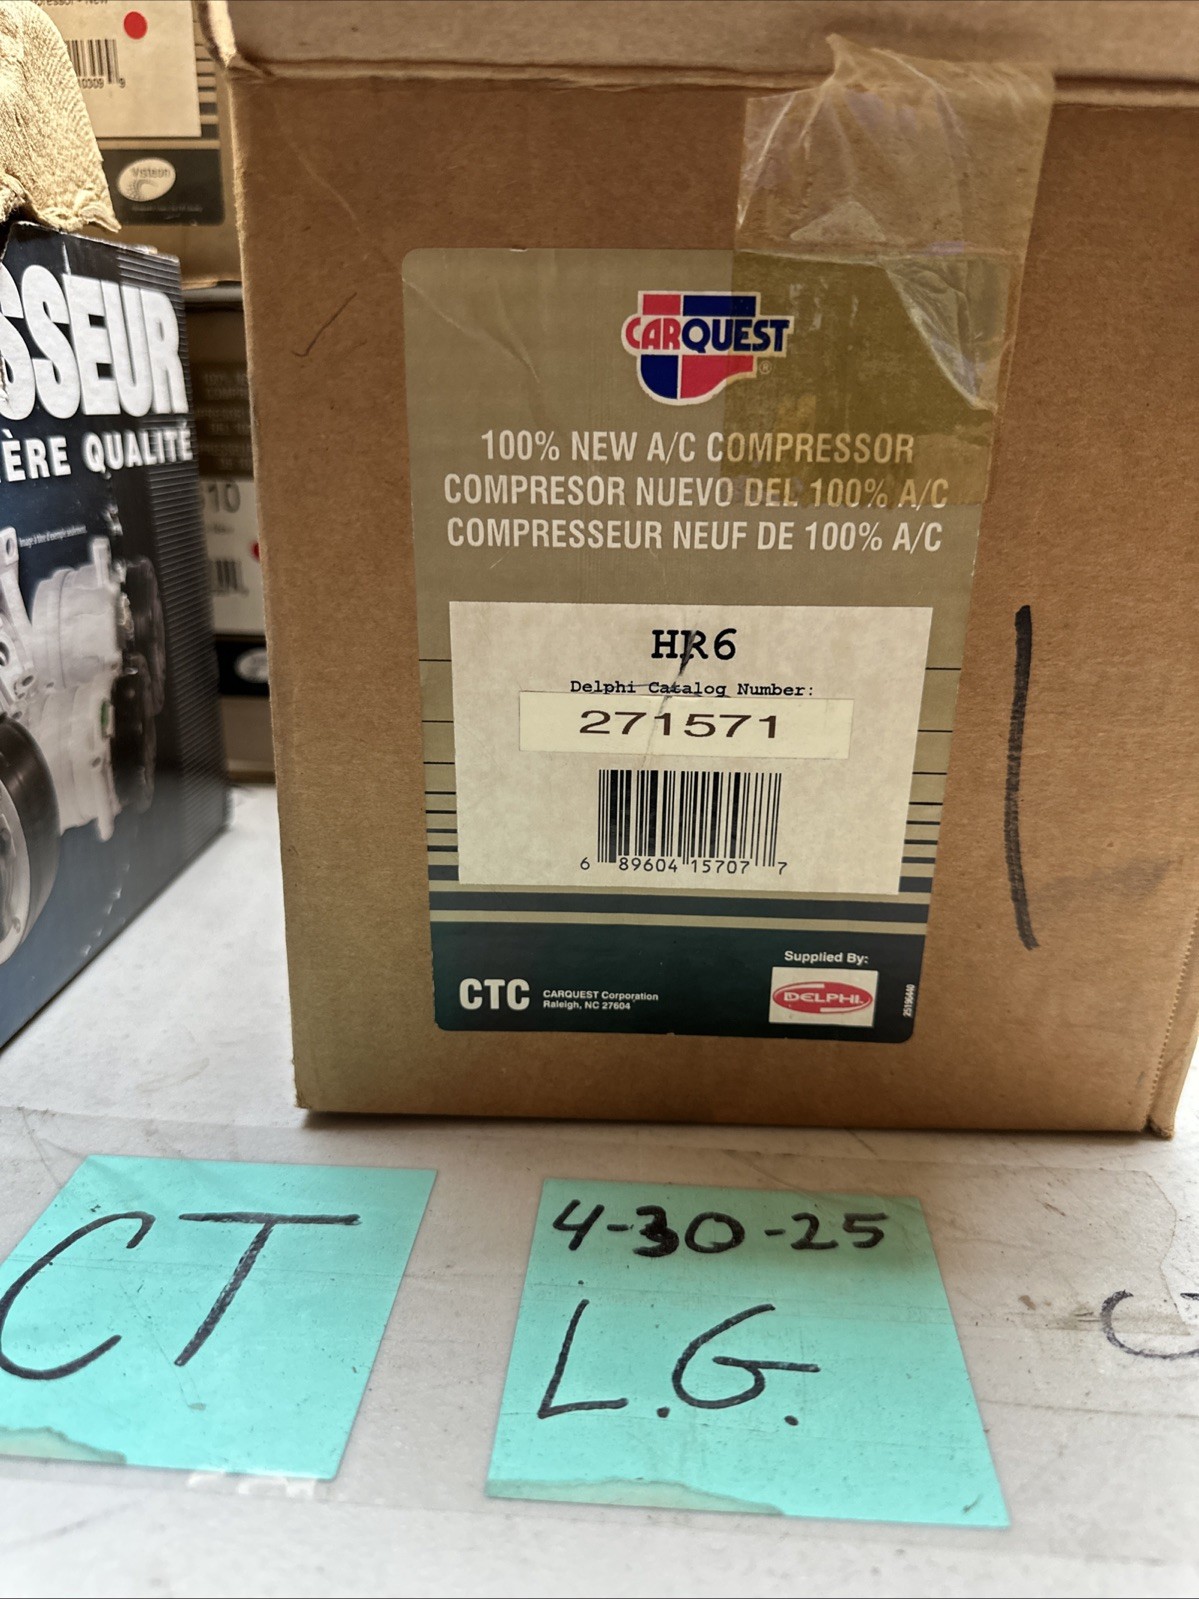 Visteon
SSEUR
ÈRE QUALITÉ
CARQUEST
®
100% NEW A/C COMPRESSOR
COMPRESOR NUEVO DEL 100% A/C
COMPRESSEUR NEUF DE 100% A/C
HR6
Delphi Catalog Number:
271571
6 89604 15707 7
CTC
CARQUEST Corporation
Raleigh, NC 27604
Supplied By:
DELPHI
CT
4-30-25
L.G.